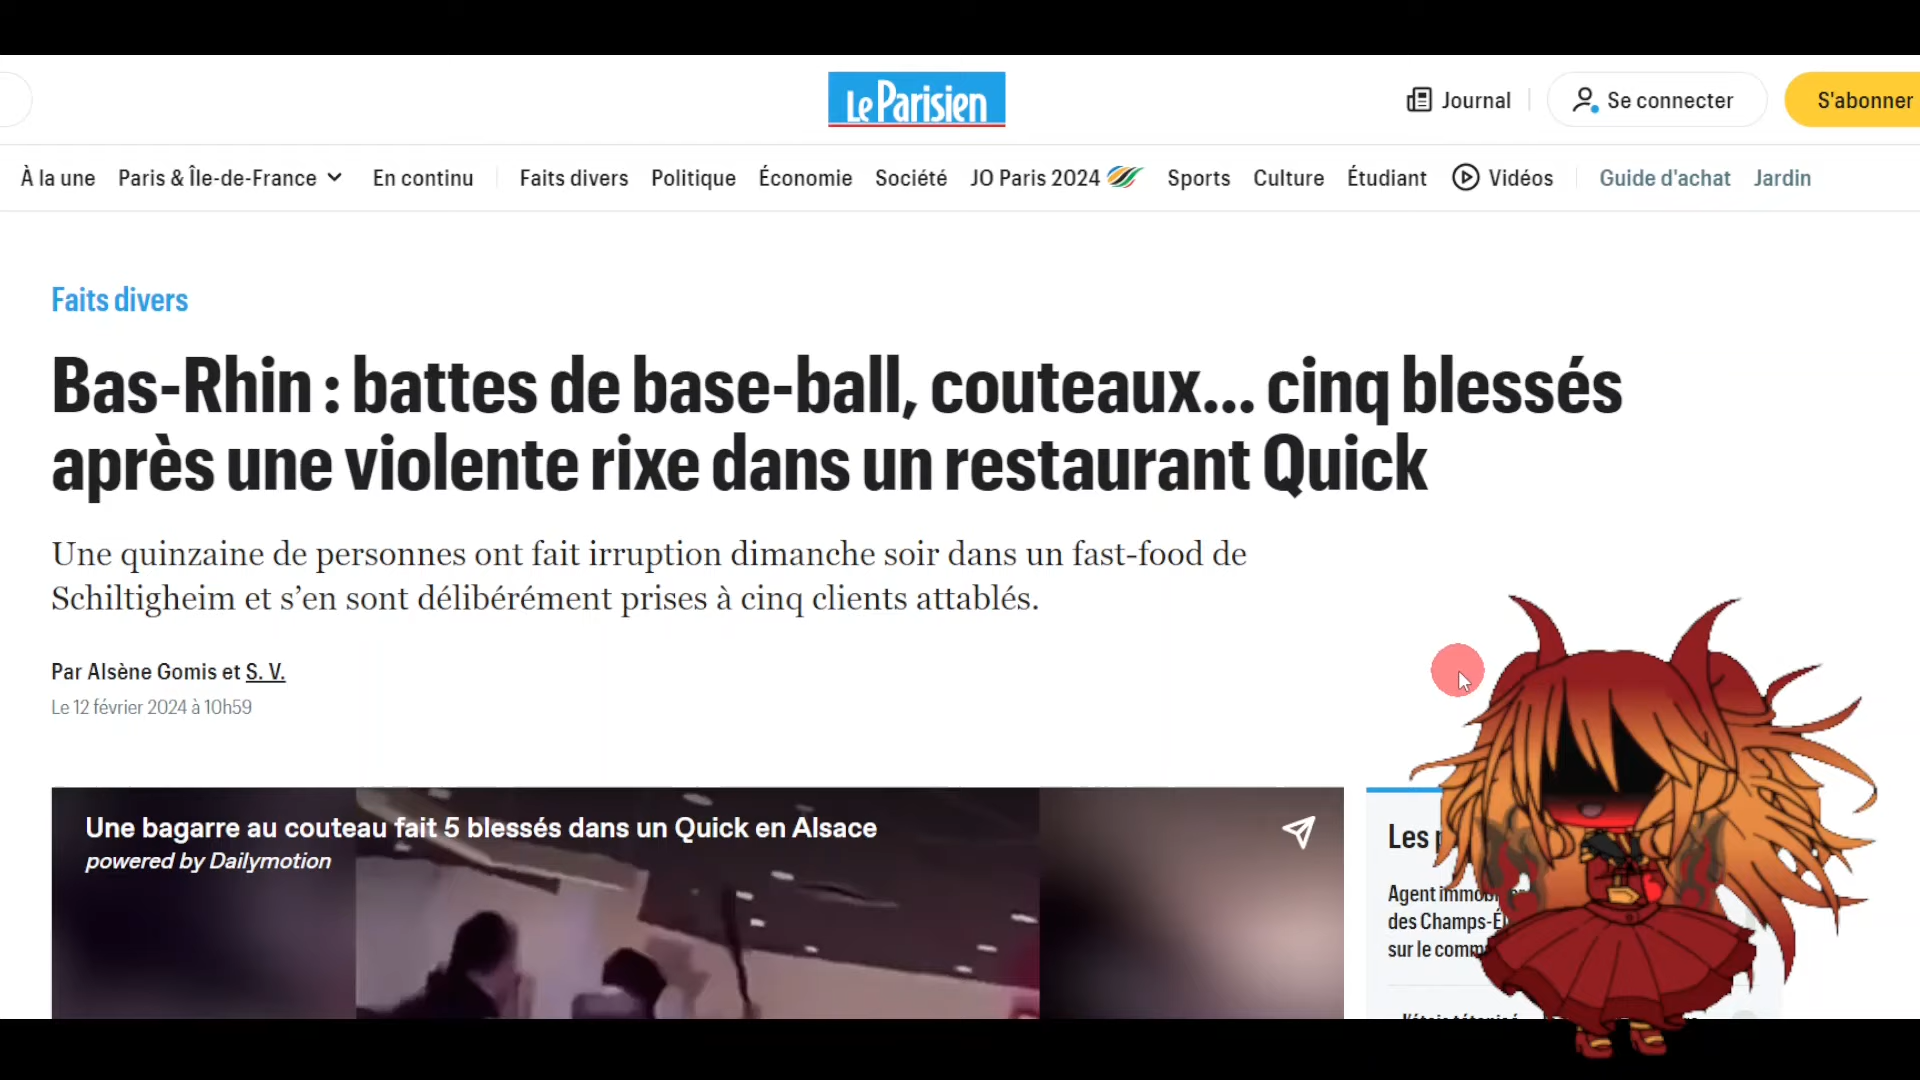 Le Parisien
Journal
Se connecter
S'abonner
À la une
Paris & Île-de-France
En continu
Faits divers
Politique
Économie
Société
JO Paris 2024
Sports
Culture
Étudiant
Vidéos
Guide d'achat
Jardin
Faits divers
Bas-Rhin : battes de base-ball, couteaux... cinq blessés
après une violente rixe dans un restaurant Quick
Une quinzaine de personnes ont fait irruption dimanche soir dans un fast-food de
Schiltigheim et s’en sont délibérément prises à cinq clients attablés.
Par Alsène Gomis et S. V.
Le 12 février 2024 à 10h59
Une bagarre au couteau fait 5 blessés dans un Quick en Alsace
powered by Dailymotion
Les
Agent
des
sur le